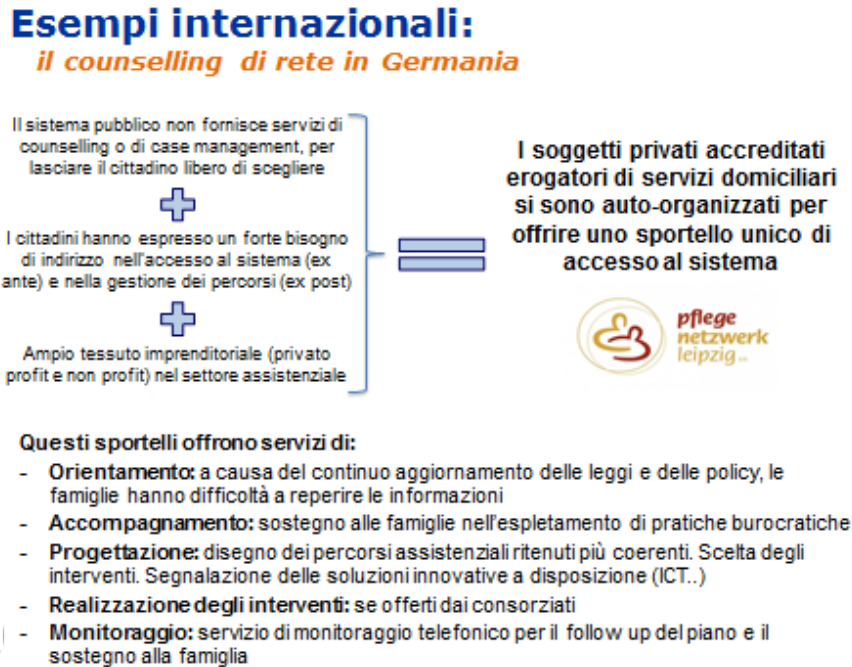 Esempi internazionali:
il counselling di rete in Germania
Il sistema pubblico non fornisce servizi di
counselling o di case management, per
lasciare il cittadino libero di scegliere
I cittadini hanno espresso un forte bisogno
di indirizzo nell'accesso al sistema (ex
ante) e nella gestione dei percorsi (ex post)
Ampio tessuto imprenditoriale (privato
profit e non profit) nel settore assistenziale
I soggetti privati accreditati
erogatori di servizi domiciliari
si sono auto-organizzati per
offrire uno sportello unico di
accesso al sistema
pflege
netzwerk
leipzig
Questi sportelli offrono servizi di:
- Orientamento: a causa del continuo aggiornamento delle leggi e delle policy, le
famiglie hanno difficoltà a reperire le informazioni
- Accompagnamento: sostegno alle famiglie nell'espletamento di pratiche burocratiche
- Progettazione: disegno dei percorsi assistenziali ritenuti più coerenti. Scelta degli
interventi. Segnalazione delle soluzioni innovative a disposizione (ICT..)
- Realizzazione degli interventi: se offerti dai consorziati
- Monitoraggio: servizio di monitoraggio telefonico per il follow up del piano e il
sostegno alla famiglia